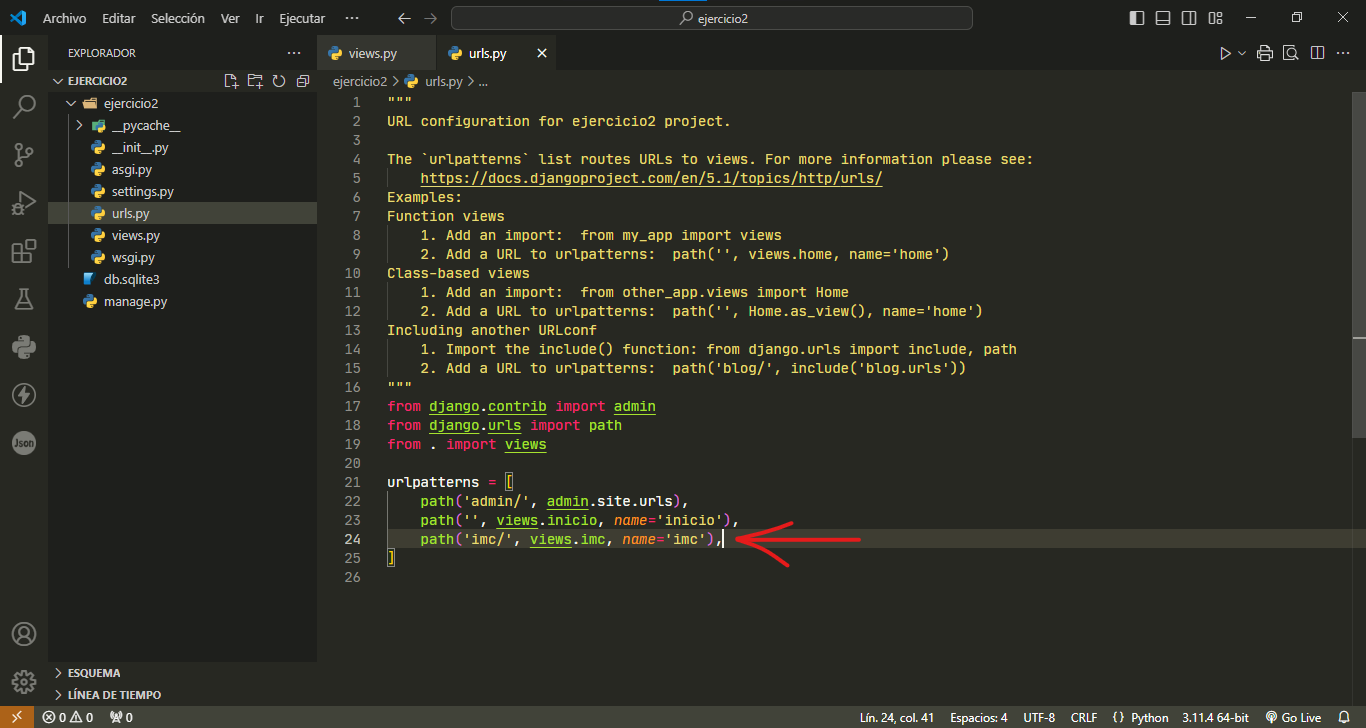 Archivo Editar Selección Ver Ir Ejecutar ··· ejercicio2
EXPLORADOR ···
EJERCICIO2
ejercicio2
__pycache__
__init__.py
asgi.py
settings.py
urls.py
views.py
wsgi.py
db.sqlite3
manage.py
ESQUEMA
LÍNEA DE TIEMPO
Json
views.py urls.py
ejercicio2 > urls.py > ...
1 """
2 URL configuration for ejercicio2 project.
3
4 The `urlpatterns` list routes URLs to views. For more information please see:
5 https://docs.djangoproject.com/en/5.1/topics/http/urls/
6 Examples:
7 Function views
8 1. Add an import:  from my_app import views
9 2. Add a URL to urlpatterns:  path('', views.home, name='home')
10 Class-based views
11 1. Add an import:  from other_app.views import Home
12 2. Add a URL to urlpatterns:  path('', Home.as_view(), name='home')
13 Including another URLconf
14 1. Import the include() function: from django.urls import include, path
15 2. Add a URL to urlpatterns:  path('blog/', include('blog.urls'))
16 """
17 from django.contrib import admin
18 from django.urls import path
19 from . import views
20
21 urlpatterns = [
22 path('admin/', admin.site.urls),
23 path('', views.inicio, name='inicio'),
24 path('imc/', views.imc, name='imc'),
25 ]
26
0 0 0 Lín. 24, col. 41 Espacios: 4 UTF-8 CRLF {} Python 3.11.4 64-bit Go Live